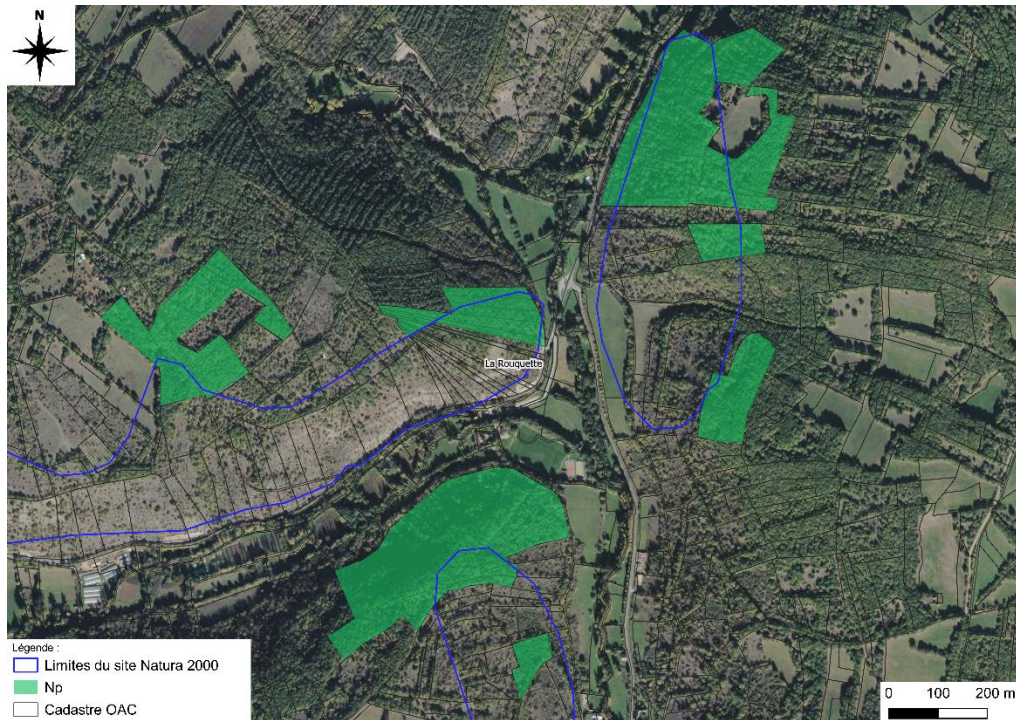 N
La Rouquette
Légende :
Limites du site Natura 2000
Np
Cadastre OAC
0 100 200 m